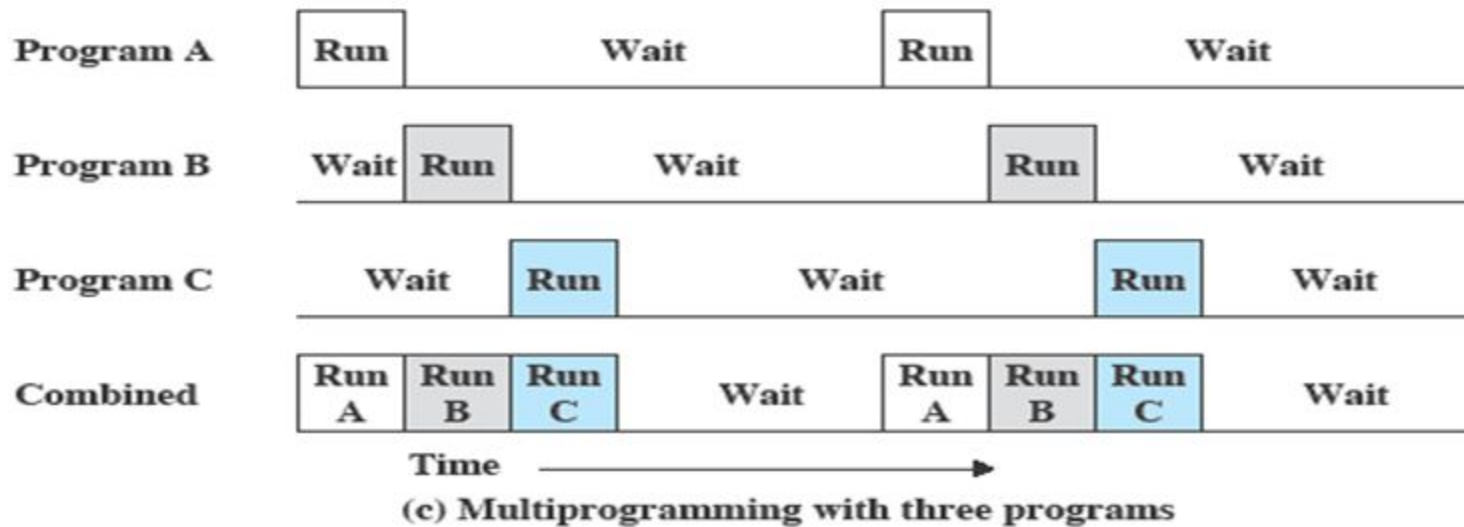 Program A Run Wait Run Wait
Program B Wait Run Wait Run Wait
Program C Wait Run Wait Run Wait
Combined Run A Run B Run C Wait Run A Run B Run C Wait
Time
(c) Multiprogramming with three programs